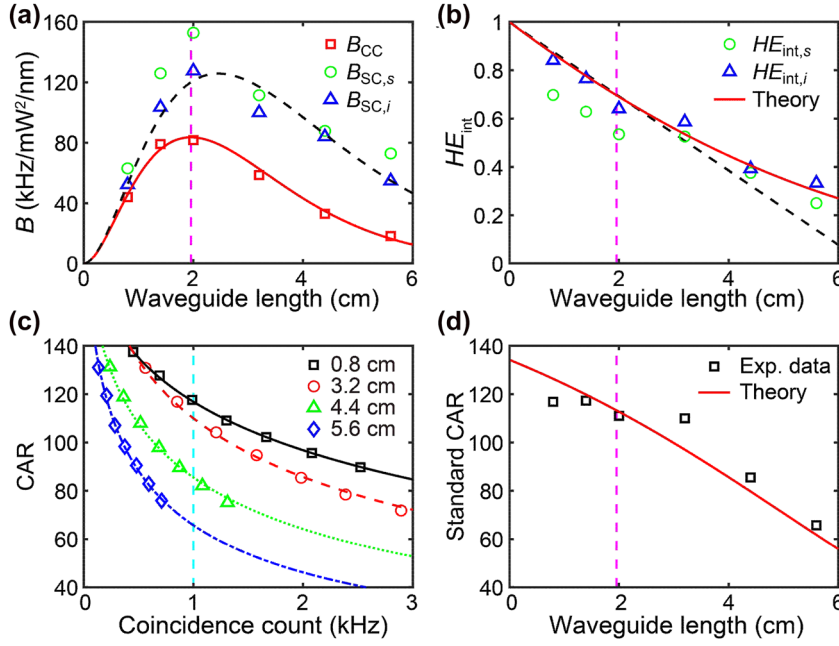 (a)
160
120
80
40
0
B (kHz/mW²/nm)
B_CC
B_SC,s
B_SC,i
0 2 4 6
Waveguide length (cm)
(b)
1
0.8
0.6
0.4
0.2
0
HE_int
HE_int,s
HE_int,i
Theory
0 2 4 6
Waveguide length (cm)
(c)
140
120
100
80
60
40
CAR
0.8 cm
3.2 cm
4.4 cm
5.6 cm
0 1 2 3
Coincidence count (kHz)
(d)
140
120
100
80
60
40
Standard CAR
Exp. data
Theory
0 2 4 6
Waveguide length (cm)